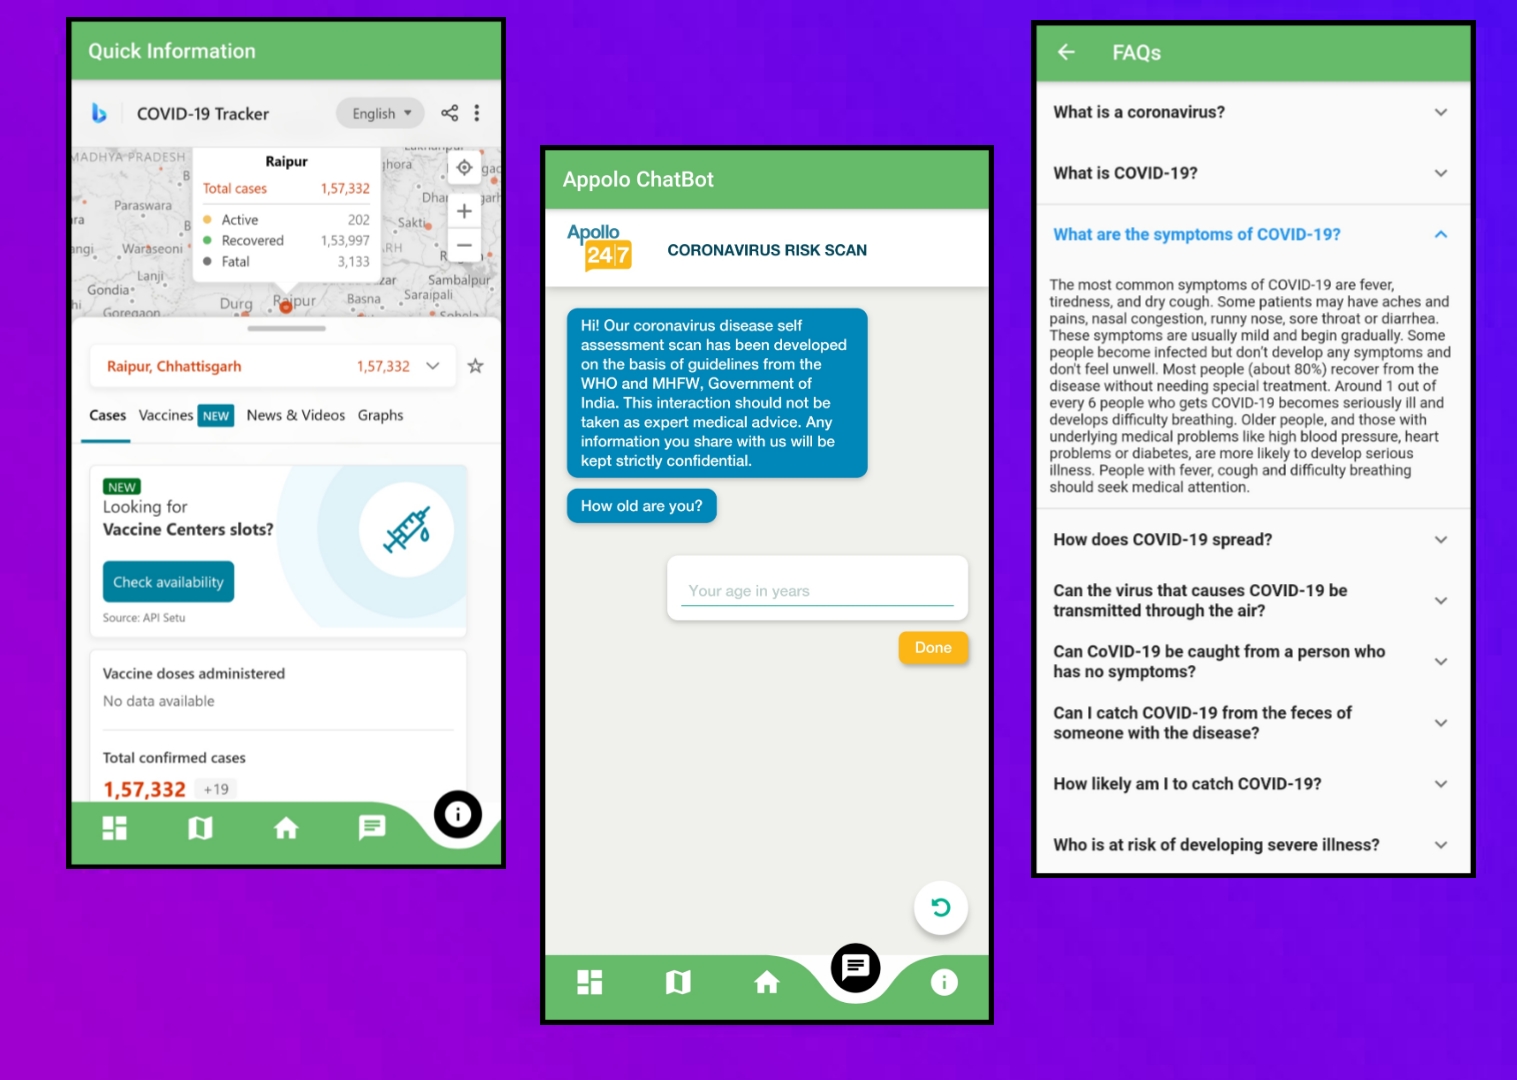 Quick Information
COVID-19 Tracker
English
MADHYA PRADESH
Raipur
Total cases 1,57,332
Active 202
Recovered 1,53,997
Fatal 3,133
Paraswara
Waraseoni
Lanji
Gondia
Goregaon
Durg
Raipur
Basna
Saraipali
Sambalpur
Sakti
Raipur, Chhattisgarh 1,57,332
Cases Vaccines NEW News & Videos Graphs
NEW
Looking for
Vaccine Centers slots?
Check availability
Source: API Setu
Vaccine doses administered
No data available
Total confirmed cases
1,57,332 +19
Appolo ChatBot
Apollo
24|7
CORONAVIRUS RISK SCAN
Hi! Our coronavirus disease self
assessment scan has been developed
on the basis of guidelines from the
WHO and MHFW, Government of
India. This interaction should not be
taken as expert medical advice. Any
information you share with us will be
kept strictly confidential.
How old are you?
Your age in years
Done
FAQs
What is a coronavirus?
What is COVID-19?
What are the symptoms of COVID-19?
The most common symptoms of COVID-19 are fever,
tiredness, and dry cough. Some patients may have aches and
pains, nasal congestion, runny nose, sore throat or diarrhea.
These symptoms are usually mild and begin gradually. Some
people become infected but don't develop any symptoms and
don't feel unwell. Most people (about 80%) recover from the
disease without needing special treatment. Around 1 out of
every 6 people who gets COVID-19 becomes seriously ill and
develops difficulty breathing. Older people, and those with
underlying medical problems like high blood pressure, heart
problems or diabetes, are more likely to develop serious
illness. People with fever, cough and difficulty breathing
should seek medical attention.
How does COVID-19 spread?
Can the virus that causes COVID-19 be
transmitted through the air?
Can CoVID-19 be caught from a person who
has no symptoms?
Can I catch COVID-19 from the feces of
someone with the disease?
How likely am I to catch COVID-19?
Who is at risk of developing severe illness?